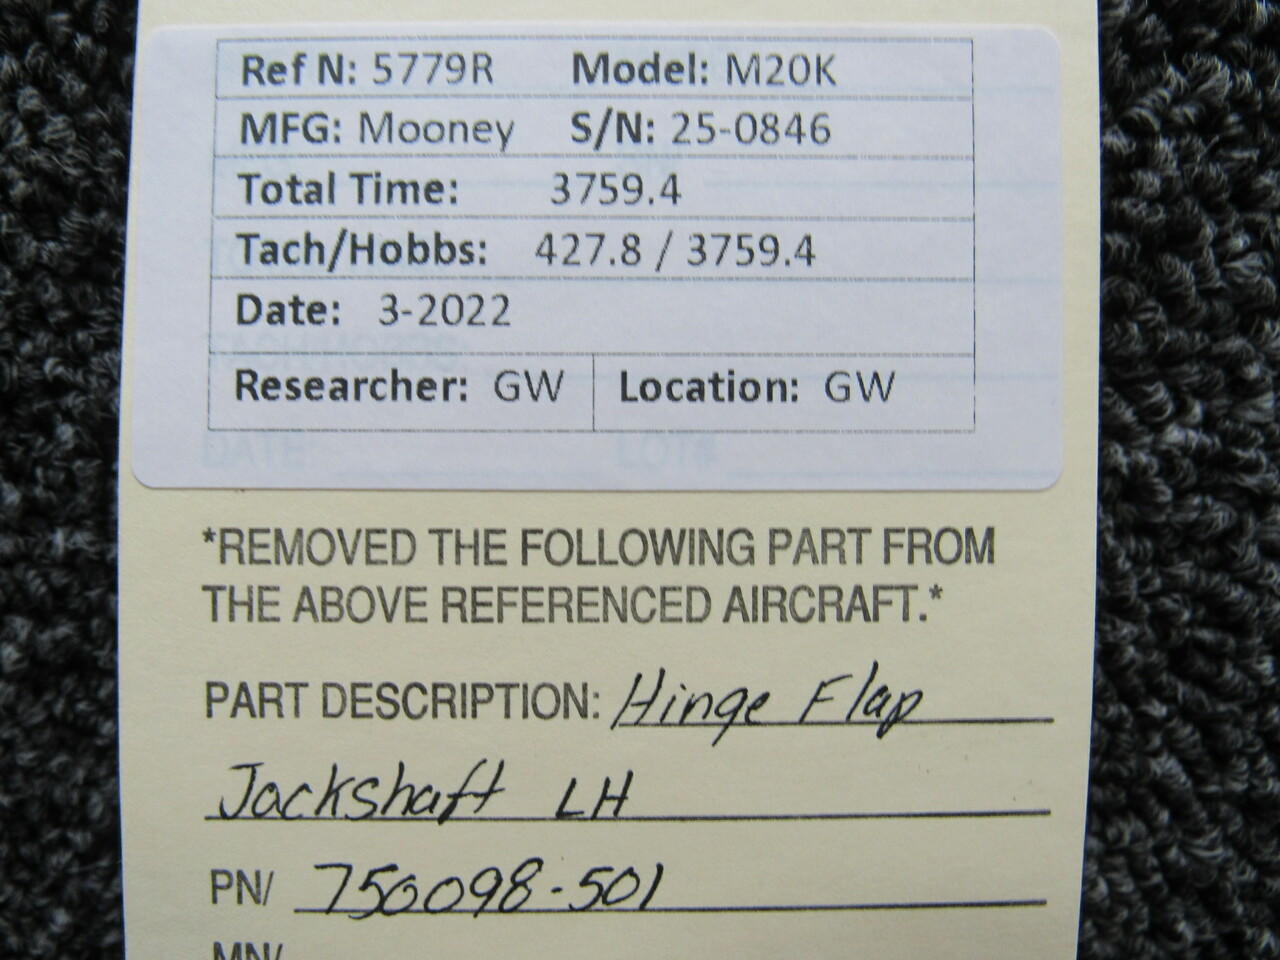 Ref N: 5779R Model: M20K
MFG: Mooney S/N: 25-0846
Total Time: 3759.4
Tach/Hobbs: 427.8 / 3759.4
Date: 3-2022
Researcher: GW Location: GW
DATE LOT#
*REMOVED THE FOLLOWING PART FROM
THE ABOVE REFERENCED AIRCRAFT.*
PART DESCRIPTION: Hinge Flap
Jackshaft LH
PN/ 750098-501
MN/